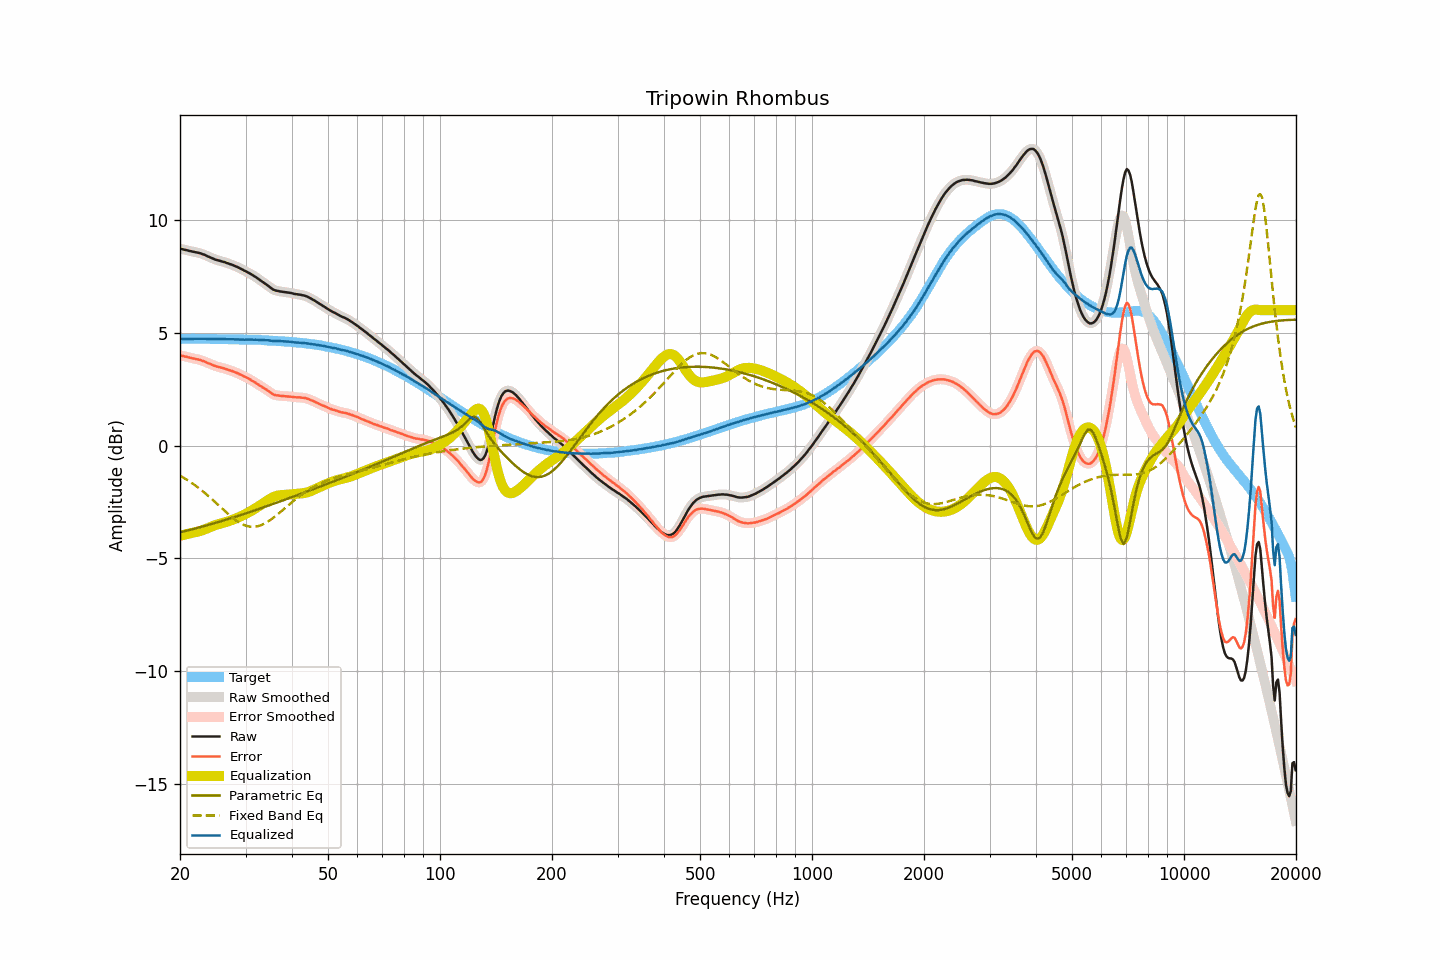 Tripowin Rhombus
Amplitude (dBr)
10
5
0
−5
−10
−15
Target
Raw Smoothed
Error Smoothed
Raw
Error
Equalization
Parametric Eq
Fixed Band Eq
Equalized
20 50 100 200 500 1000 2000 5000 10000 20000
Frequency (Hz)